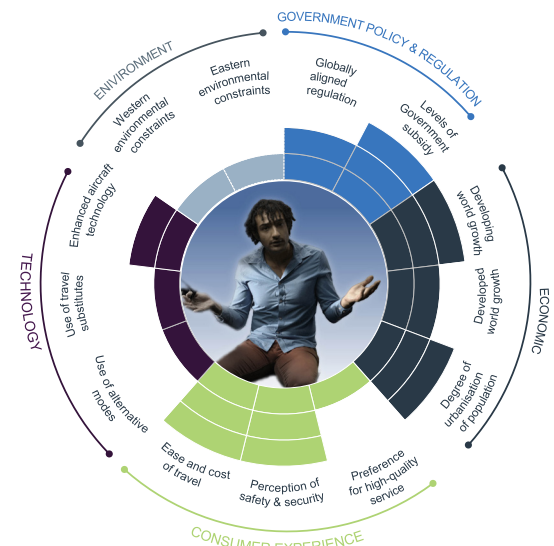 GOVERNMENT POLICY & REGULATION
Globally
aligned
regulation
Levels of
Government
subsidy
ECONOMIC
Developing
world growth
Developed
world growth
Degree of
urbanisation
of population
CONSUMER EXPERIENCE
Preference
for high-quality
service
Perception of
safety & security
Ease and cost
of travel
TECHNOLOGY
Use of alternative
modes
Use of travel
substitutes
Enhanced aircraft
technology
ENIVIRONMENT
Western
environmental
constraints
Eastern
environmental
constraints